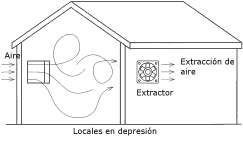 Aire
Extracción de
aire
Extractor
Locales en depresión